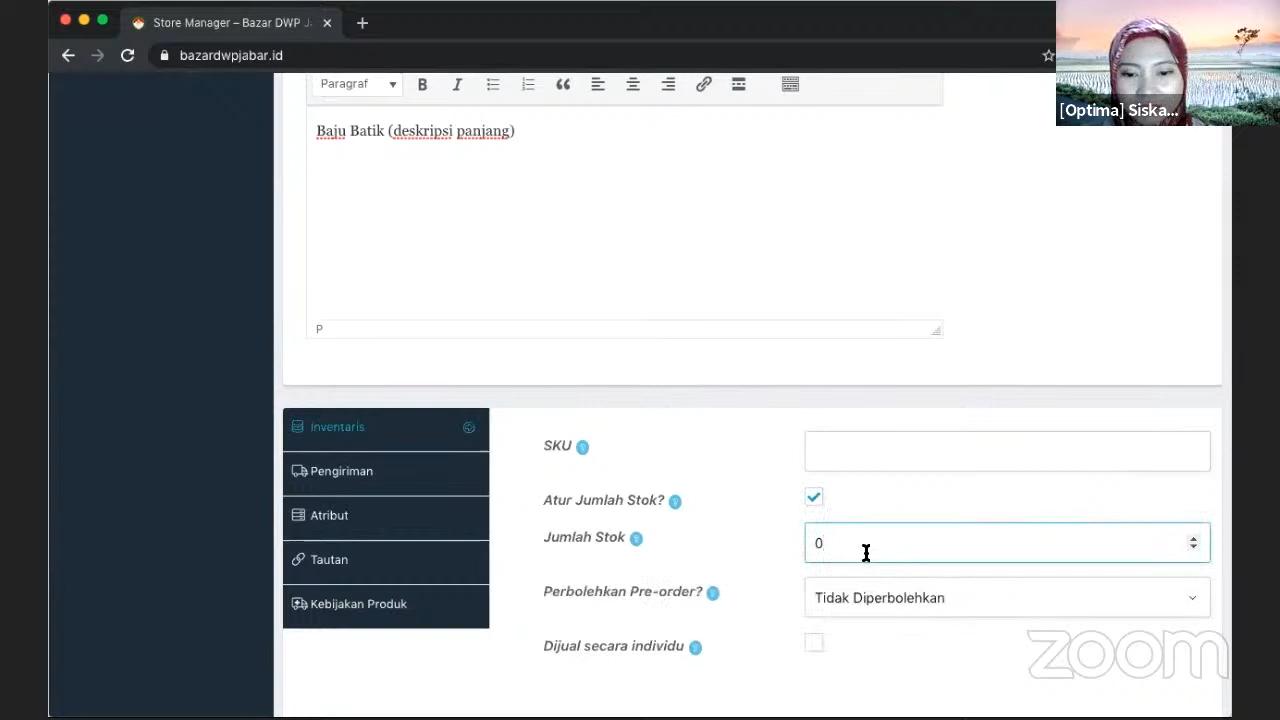 Store Manager – Bazar DWP J
bazardwpjabar.id
[Optima] Siska...
Paragraf
B
I
Baju Batik (deskripsi panjang)
P
Inventaris
Pengiriman
Atribut
Tautan
Kebijakan Produk
SKU
Atur Jumlah Stok?
Jumlah Stok
0
Perbolehkan Pre-order?
Tidak Diperbolehkan
Dijual secara individu
zoom